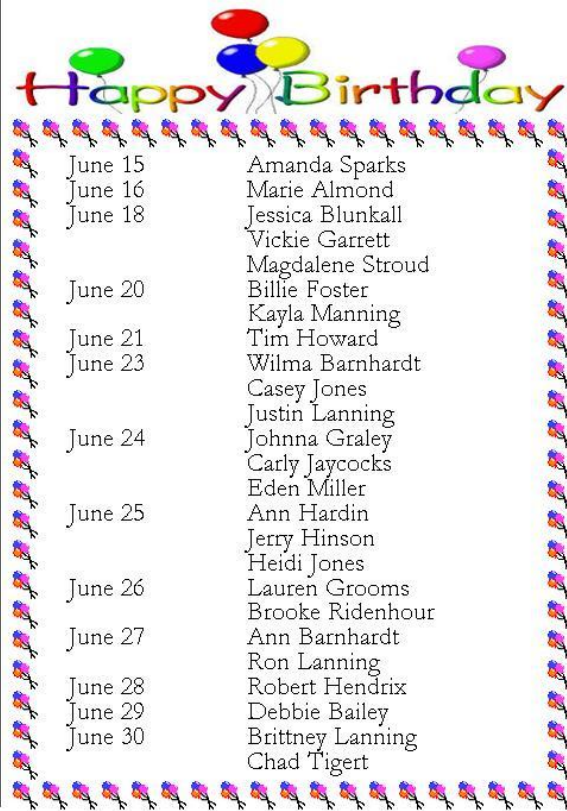 Happy Birthday
June 15 Amanda Sparks
June 16 Marie Almond
June 18 Jessica Blunkall
Vickie Garrett
Magdalene Stroud
June 20 Billie Foster
Kayla Manning
June 21 Tim Howard
June 23 Wilma Barnhardt
Casey Jones
Justin Lanning
June 24 Johnna Graley
Carly Jaycocks
Eden Miller
June 25 Ann Hardin
Jerry Hinson
Heidi Jones
June 26 Lauren Grooms
Brooke Ridenhour
June 27 Ann Barnhardt
Ron Lanning
June 28 Robert Hendrix
June 29 Debbie Bailey
June 30 Brittney Lanning
Chad Tigert